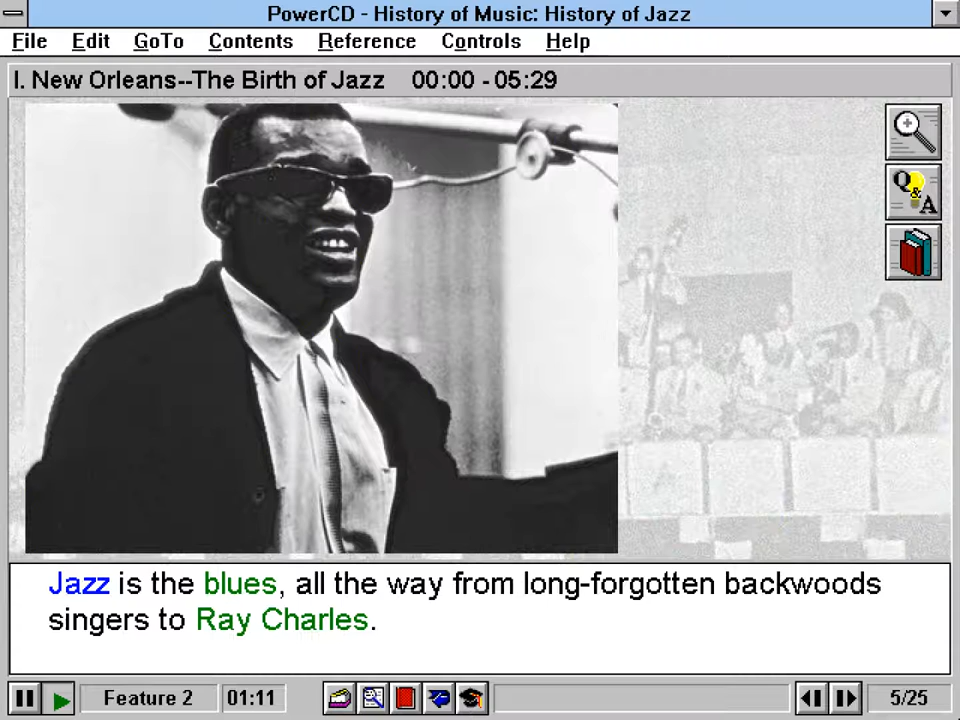 PowerCD - History of Music: History of Jazz
File Edit GoTo Contents Reference Controls Help
I. New Orleans--The Birth of Jazz 00:00 - 05:29
Q
&
A
Jazz is the blues, all the way from long-forgotten backwoods
singers to Ray Charles.
Feature 2 01:11 5/25